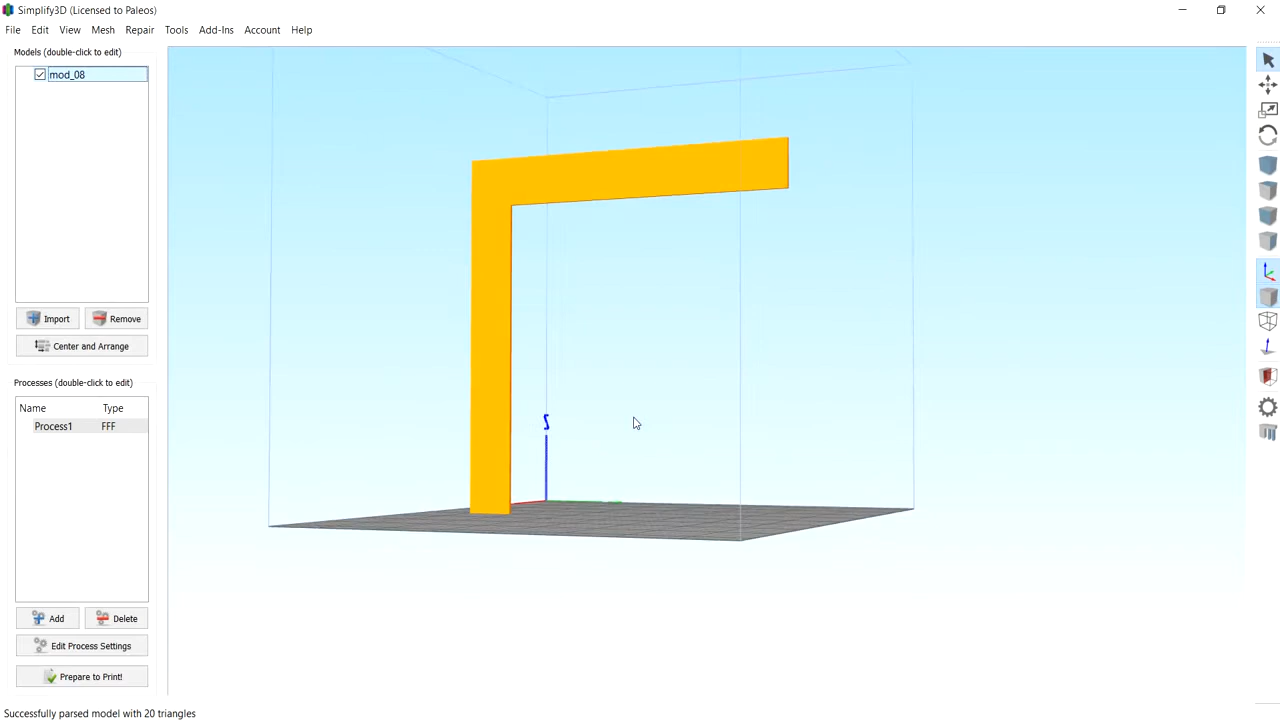 Simplify3D (Licensed to Paleos)
File Edit View Mesh Repair Tools Add-Ins Account Help
Models (double-click to edit)
mod_08
Import Remove
Center and Arrange
Processes (double-click to edit)
Name Type
Process1 FFF
Add Delete
Edit Process Settings
Prepare to Print!
Z
Successfully parsed model with 20 triangles